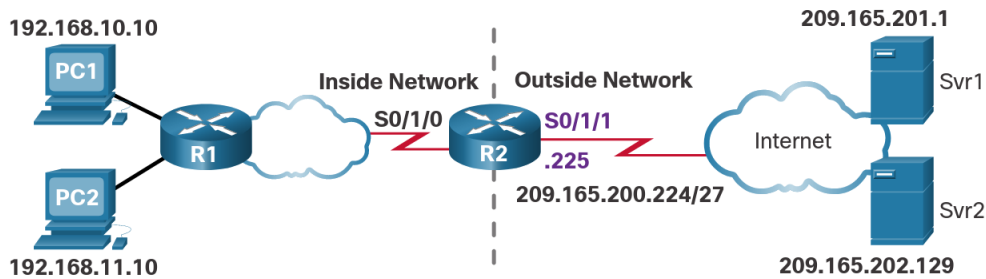 192.168.10.10
209.165.201.1
PC1
Inside Network
Outside Network
Svr1
S0/1/0
S0/1/1
Internet
R1
R2
.225
PC2
209.165.200.224/27
Svr2
192.168.11.10
209.165.202.129